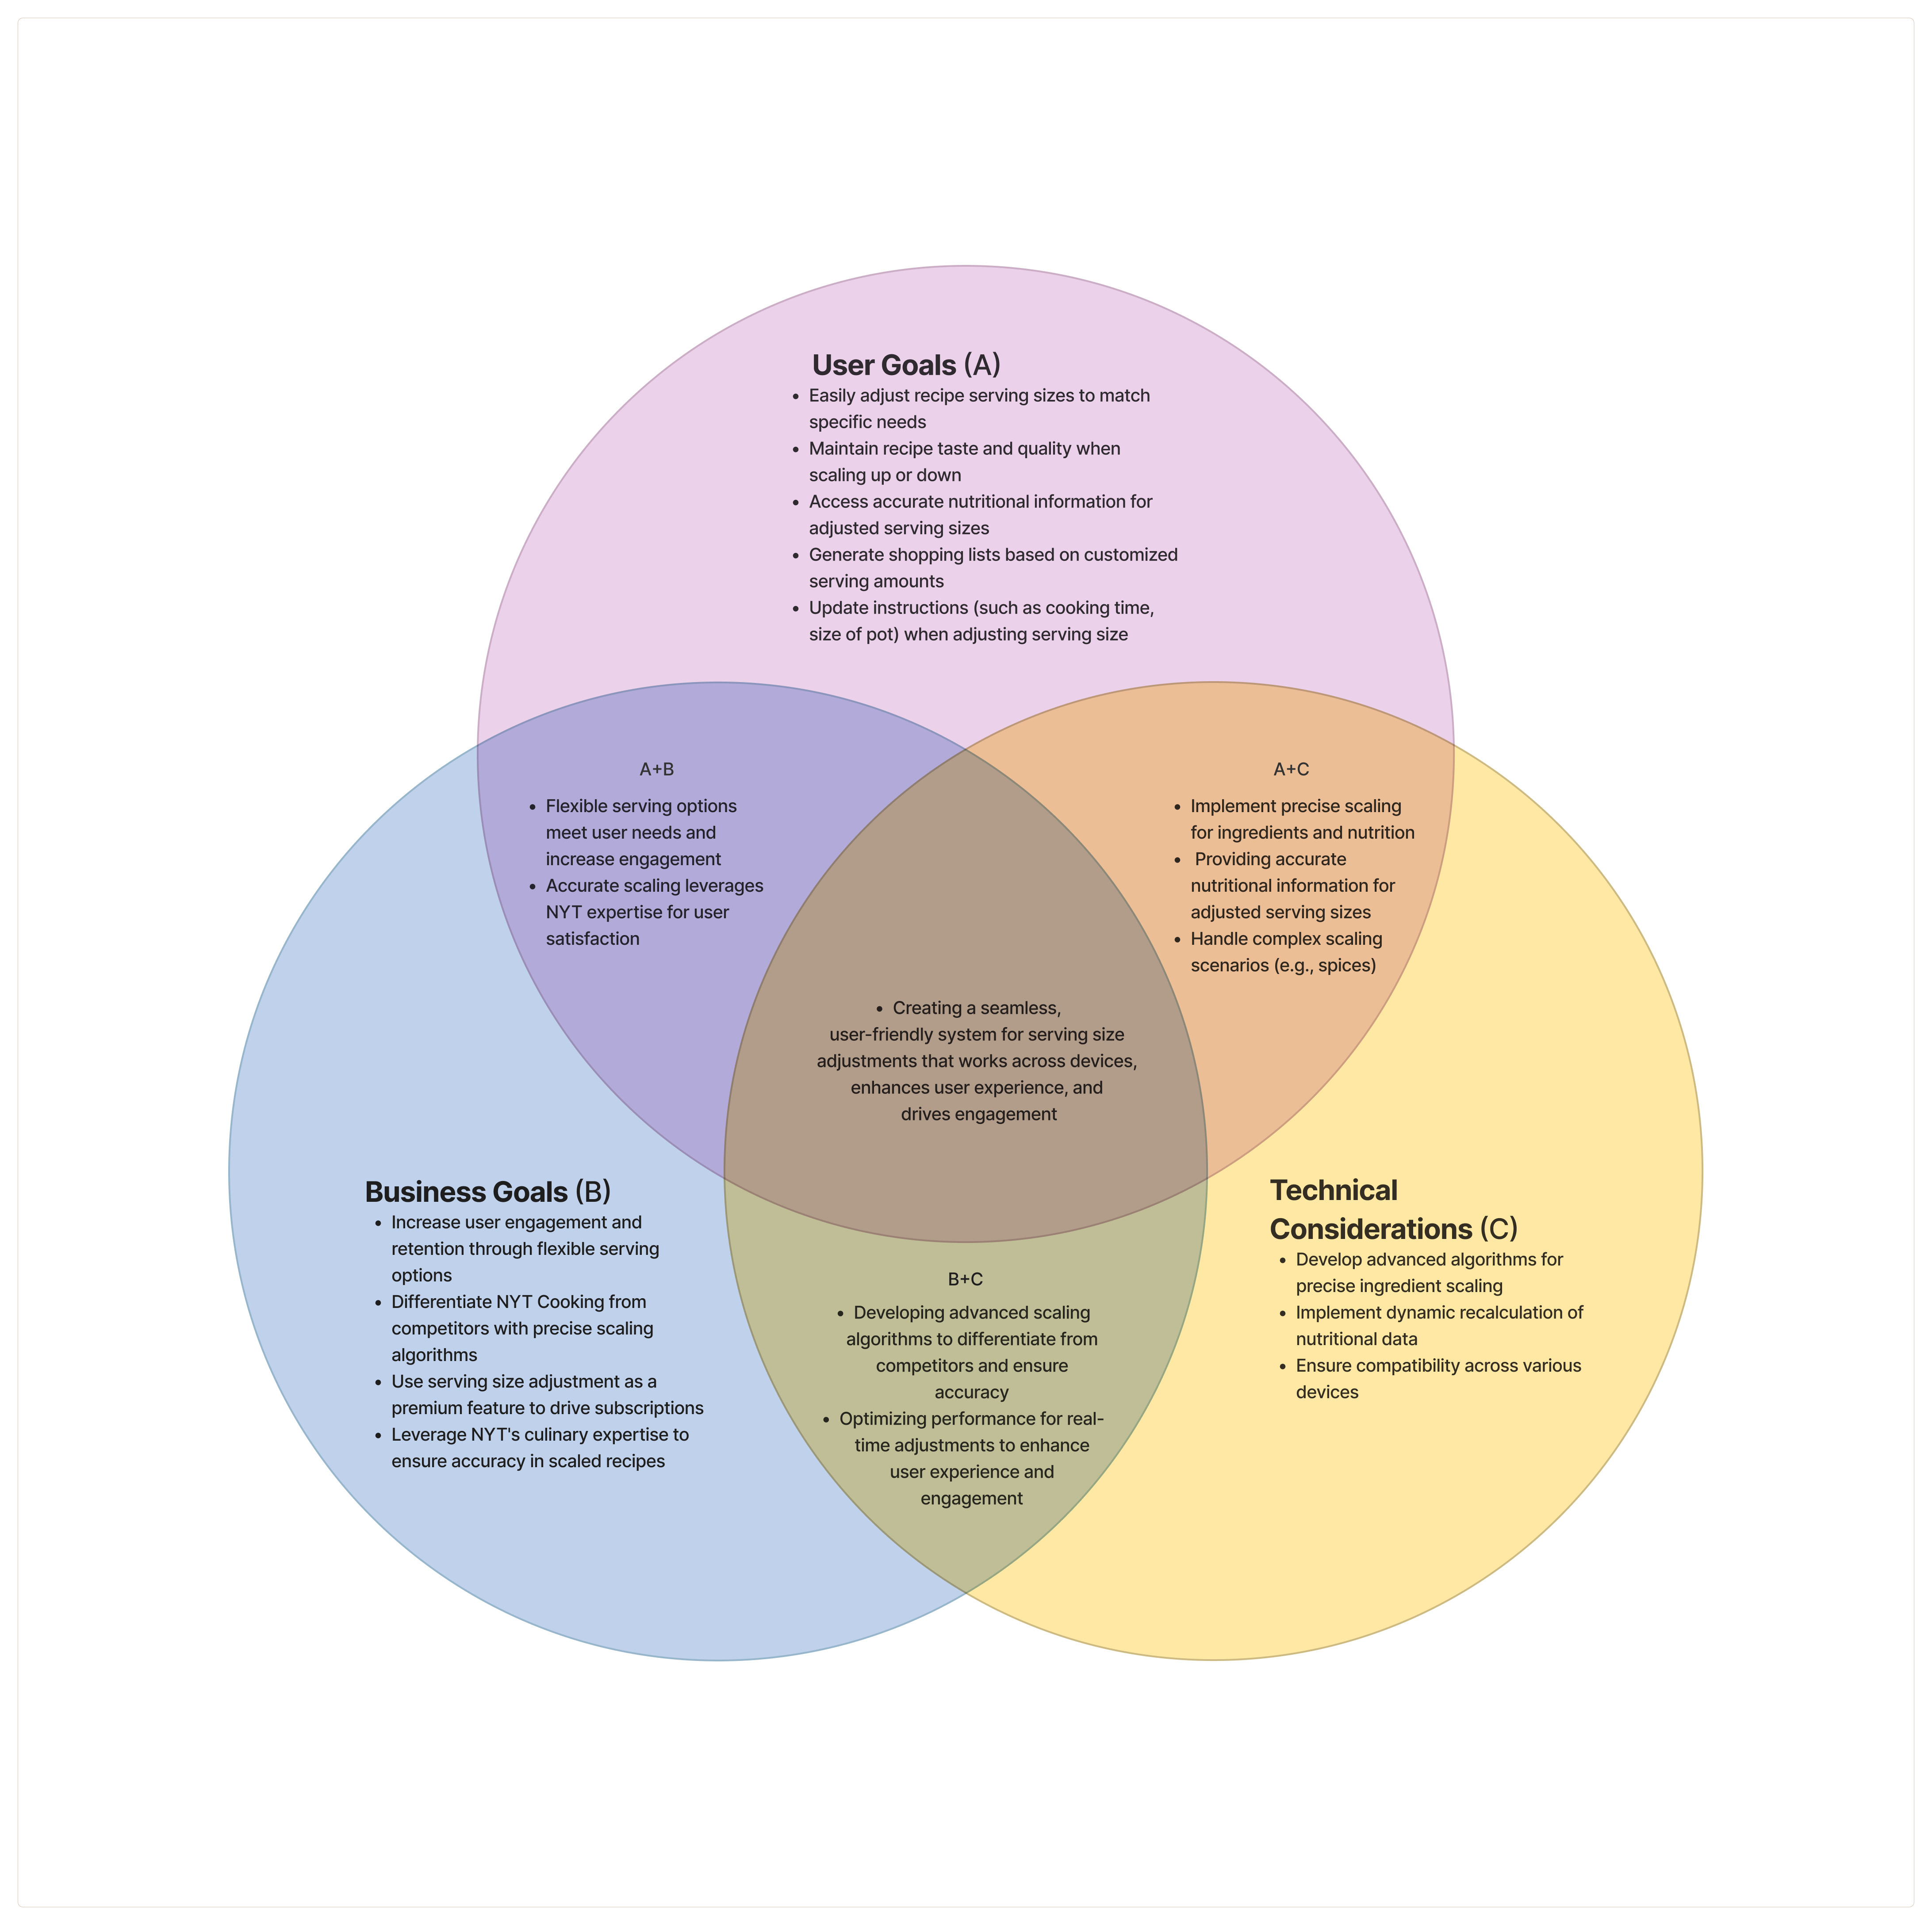 User Goals (A)
• Easily adjust recipe serving sizes to match
specific needs
• Maintain recipe taste and quality when
scaling up or down
• Access accurate nutritional information for
adjusted serving sizes
• Generate shopping lists based on customized
serving amounts
• Update instructions (such as cooking time,
size of pot) when adjusting serving size
A+B
• Flexible serving options
meet user needs and
increase engagement
• Accurate scaling leverages
NYT expertise for user
satisfaction
A+C
• Implement precise scaling
for ingredients and nutrition
• Providing accurate
nutritional information for
adjusted serving sizes
• Handle complex scaling
scenarios (e.g., spices)
• Creating a seamless,
user-friendly system for serving size
adjustments that works across devices,
enhances user experience, and
drives engagement
Business Goals (B)
• Increase user engagement and
retention through flexible serving
options
• Differentiate NYT Cooking from
competitors with precise scaling
algorithms
• Use serving size adjustment as a
premium feature to drive subscriptions
• Leverage NYT's culinary expertise to
ensure accuracy in scaled recipes
B+C
• Developing advanced scaling
algorithms to differentiate from
competitors and ensure
accuracy
• Optimizing performance for real-
time adjustments to enhance
user experience and
engagement
Technical
Considerations (C)
• Develop advanced algorithms for
precise ingredient scaling
• Implement dynamic recalculation of
nutritional data
• Ensure compatibility across various
devices